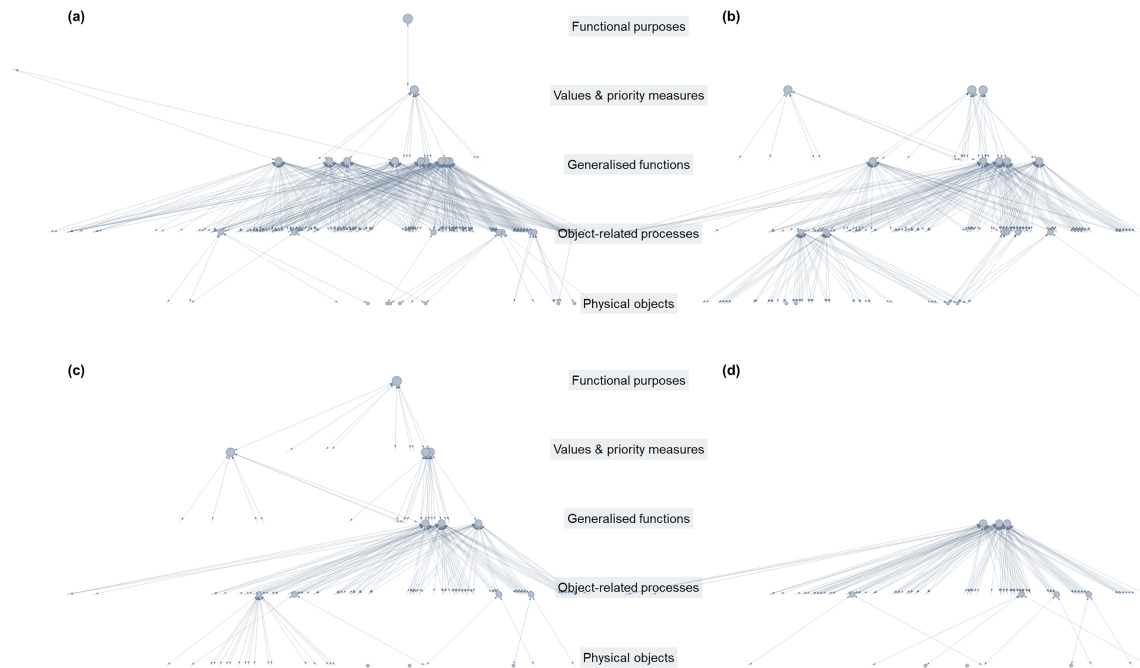 (a)
Functional purposes
(b)
Values & priority measures
Generalised functions
Object-related processes
Physical objects
(c)
Functional purposes
(d)
Values & priority measures
Generalised functions
Object-related processes
Physical objects